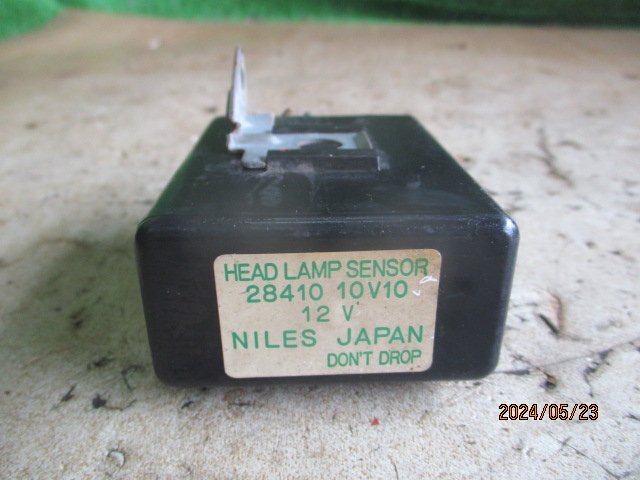 HEAD LAMP SENSOR
28410 10V10
12 V
NILES JAPAN
DON'T DROP
2024/05/23